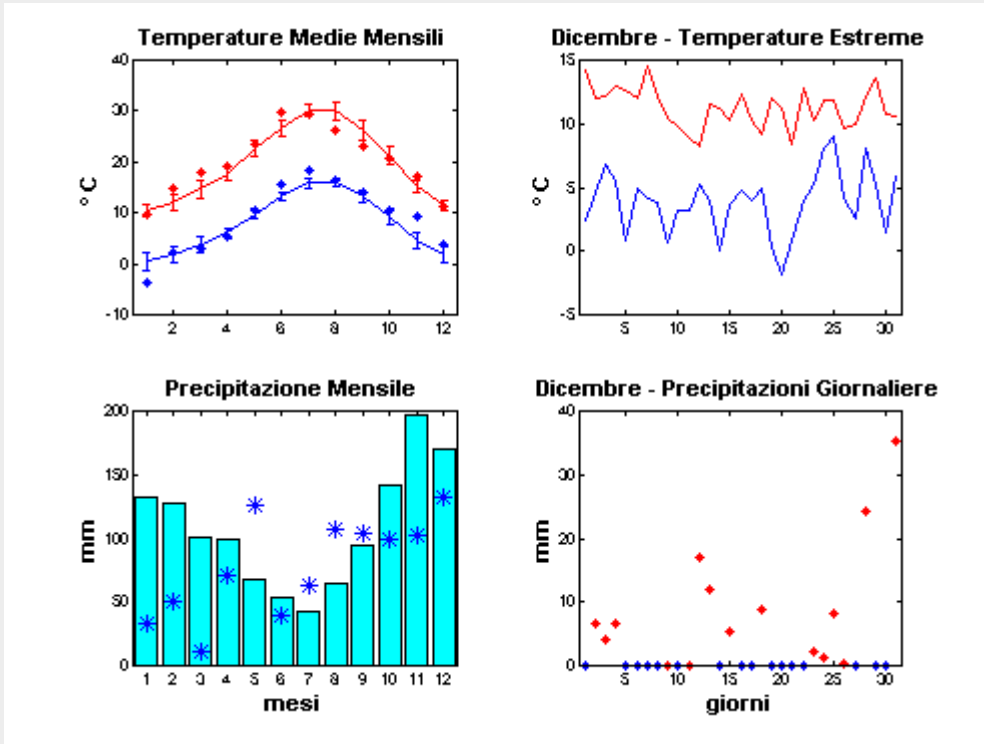 Temperature Medie Mensili
°C
40
30
20
10
0
-10
2 4 6 8 10 12
Dicembre - Temperature Estreme
°C
15
10
5
0
-5
5 10 15 20 25 30
Precipitazione Mensile
mm
200
150
100
50
0
1 2 3 4 5 6 7 8 9 10 11 12
mesi
Dicembre - Precipitazioni Giornaliere
mm
40
30
20
10
0
5 10 15 20 25 30
giorni